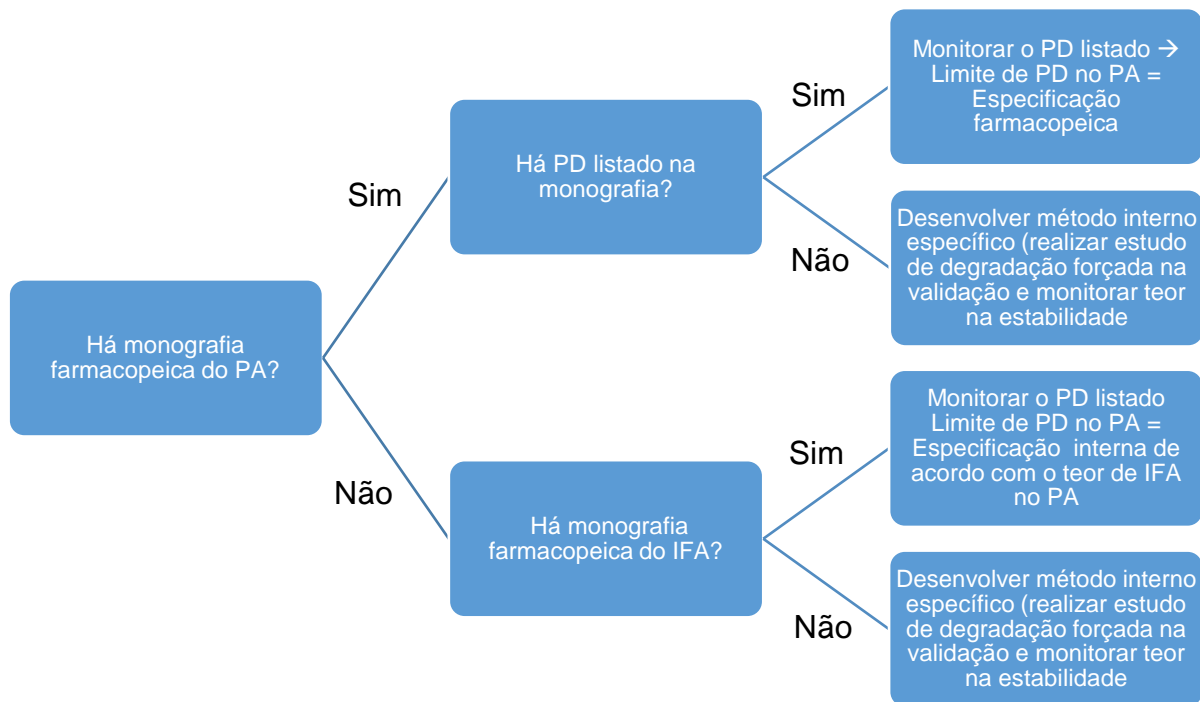 Há monografia
farmacopeica do PA?
Sim
Não
Há PD listado na
monografia?
Sim
Não
Monitorar o PD listado →
Limite de PD no PA =
Especificação
farmacopeica
Desenvolver método interno
específico (realizar estudo
de degradação forçada na
validação e monitorar teor
na estabilidade
Há monografia
farmacopeica do IFA?
Sim
Não
Monitorar o PD listado
Limite de PD no PA =
Especificação interna de
acordo com o teor de IFA
no PA
Desenvolver método interno
específico (realizar estudo
de degradação forçada na
validação e monitorar teor
na estabilidade